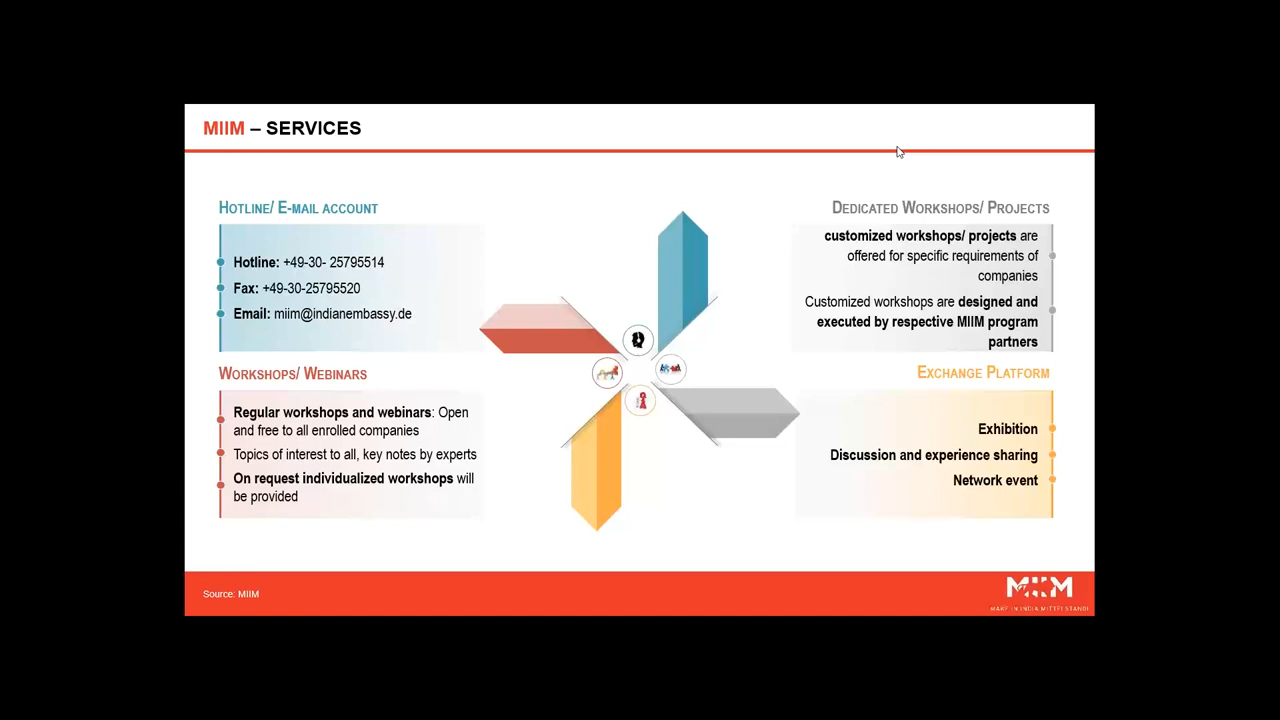 MIIM – SERVICES
HOTLINE/ E-MAIL ACCOUNT
Hotline: +49-30- 25795514
Fax: +49-30-25795520
Email: miim@indianembassy.de
WORKSHOPS/ WEBINARS
Regular workshops and webinars: Open
and free to all enrolled companies
Topics of interest to all, key notes by experts
On request individualized workshops will
be provided
DEDICATED WORKSHOPS/ PROJECTS
customized workshops/ projects are
offered for specific requirements of
companies
Customized workshops are designed and
executed by respective MIIM program
partners
EXCHANGE PLATFORM
Exhibition
Discussion and experience sharing
Network event
Source: MIIM
MIIM
MAKE IN INDIA MITTELSTAND!